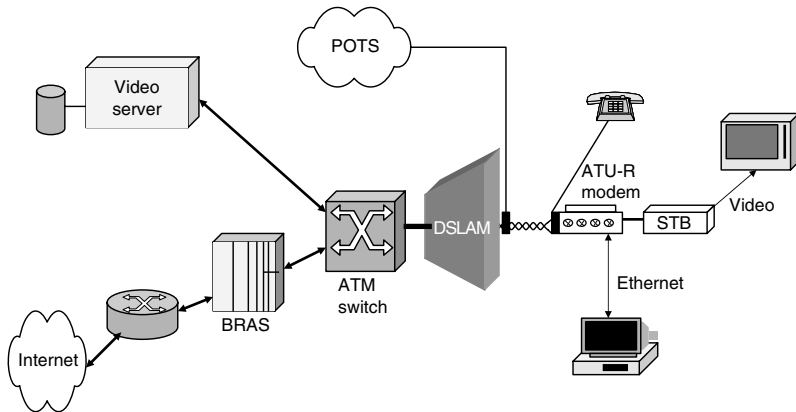 POTS
Video
server
ATU-R
modem
DSLAM
STB
Video
ATM
switch
Ethernet
BRAS
Internet